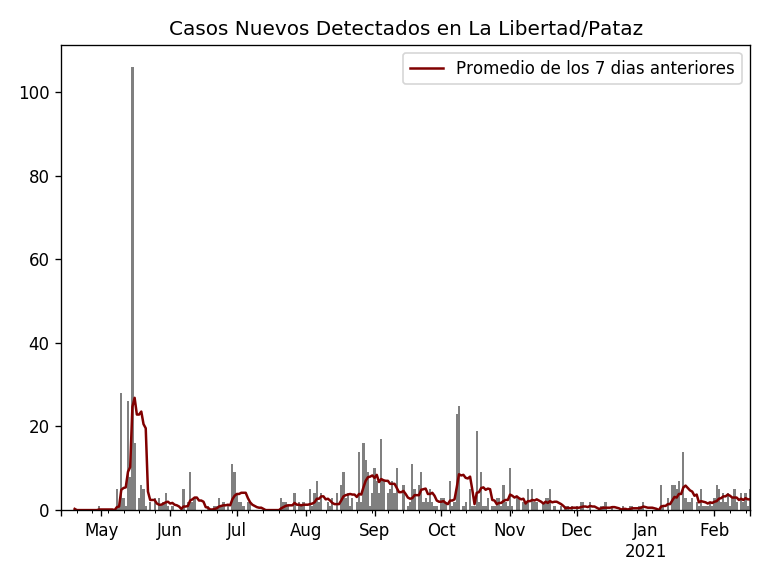 Casos Nuevos Detectados en La Libertad/Pataz
Promedio de los 7 dias anteriores
100
80
60
40
20
0
May Jun Jul Aug Sep Oct Nov Dec Jan Feb
2021